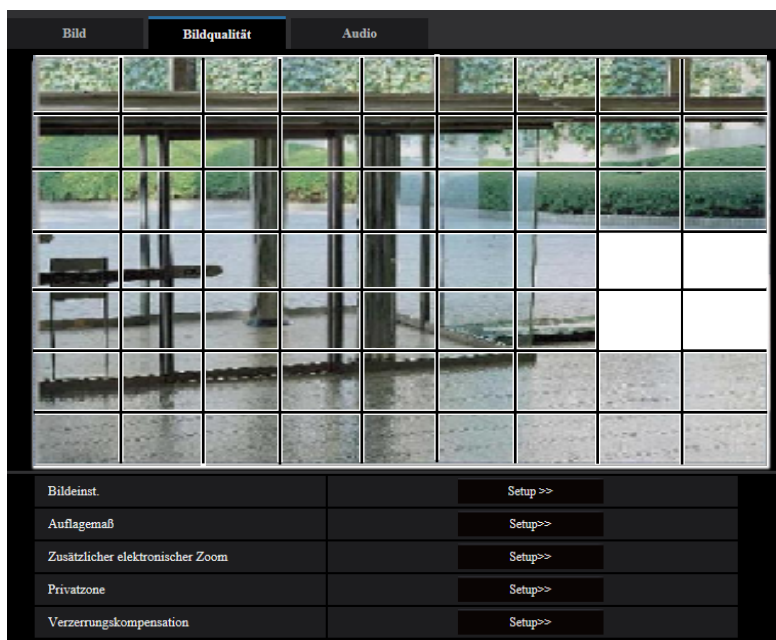 Bild Bildqualität Audio
Bildeinst. Setup >>
Auflagemaß Setup>>
Zusätzlicher elektronischer Zoom Setup>>
Privatzone Setup>>
Verzerrungskompensation Setup>>